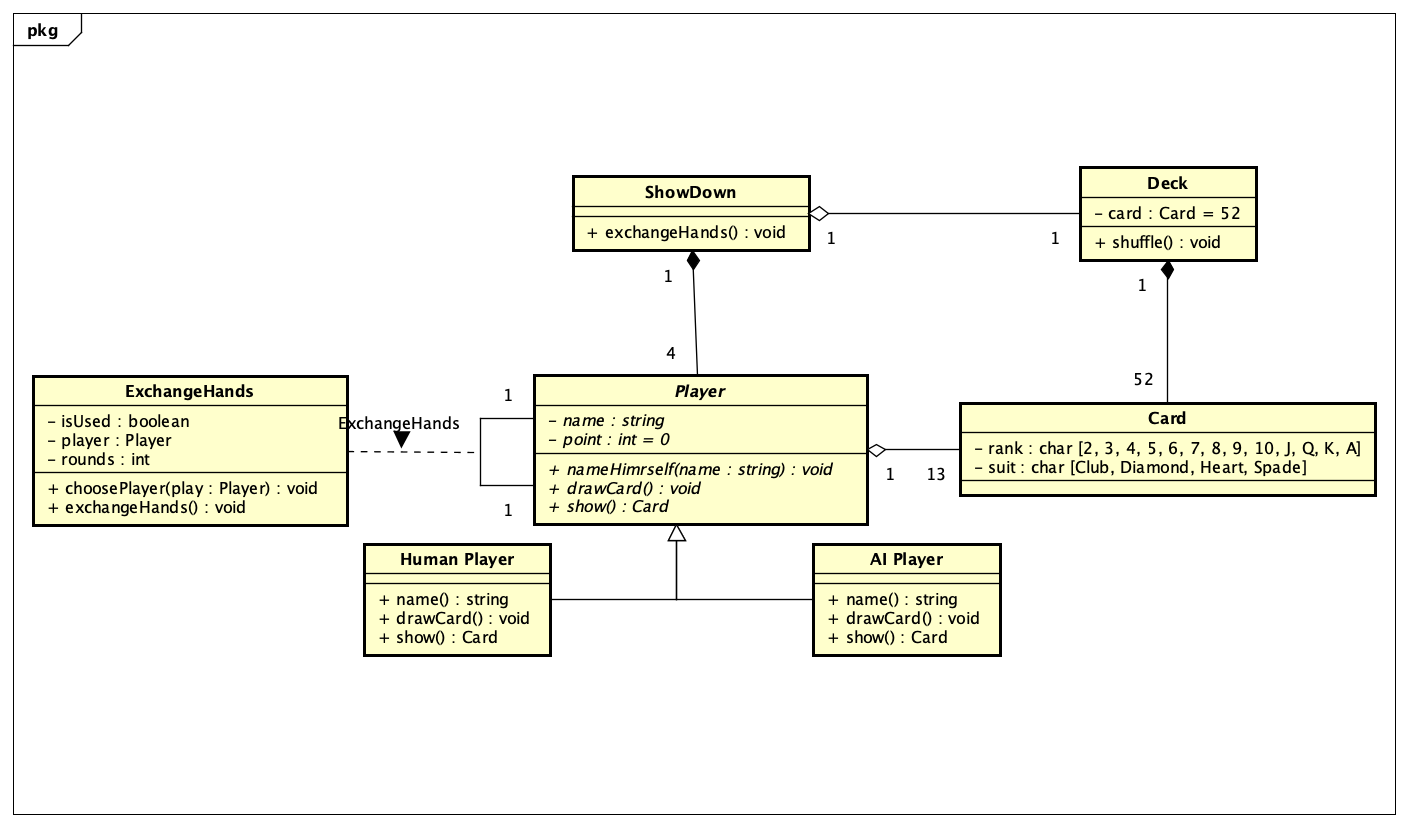 pkg
ShowDown
+ exchangeHands() : void
1
1
1
4
Deck
– card : Card = 52
+ shuffle() : void
1
52
ExchangeHands
– isUsed : boolean
– player : Player
– rounds : int
+ choosePlayer(play : Player) : void
+ exchangeHands() : void
ExchangeHands
1
1
Player
– name : string
– point : int = 0
+ nameHimrself(name : string) : void
+ drawCard() : void
+ show() : Card
1
13
Card
– rank : char [2, 3, 4, 5, 6, 7, 8, 9, 10, J, Q, K, A]
– suit : char [Club, Diamond, Heart, Spade]
Human Player
+ name() : string
+ drawCard() : void
+ show() : Card
AI Player
+ name() : string
+ drawCard() : void
+ show() : Card